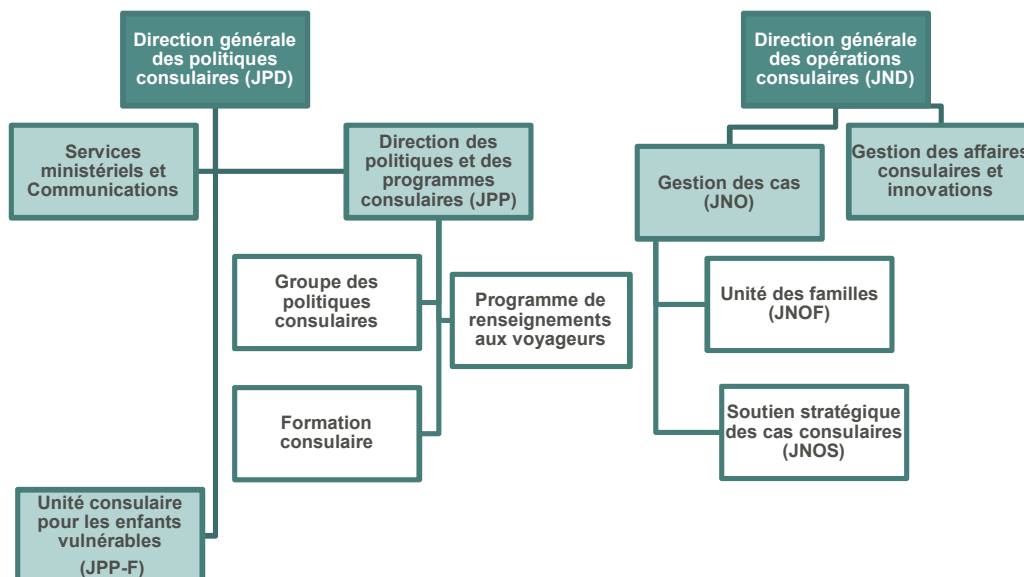 Direction générale
des politiques
consulaires (JPD)
Services
ministériels et
Communications
Direction des
politiques et des
programmes
consulaires (JPP)
Groupe des
politiques
consulaires
Programme de
renseignements
aux voyageurs
Formation
consulaire
Unité consulaire
pour les enfants
vulnérables
(JPP-F)
Direction générale
des opérations
consulaires (JND)
Gestion des cas
(JNO)
Gestion des affaires
consulaires et
innovations
Unité des familles
(JNOF)
Soutien stratégique
des cas consulaires
(JNOS)